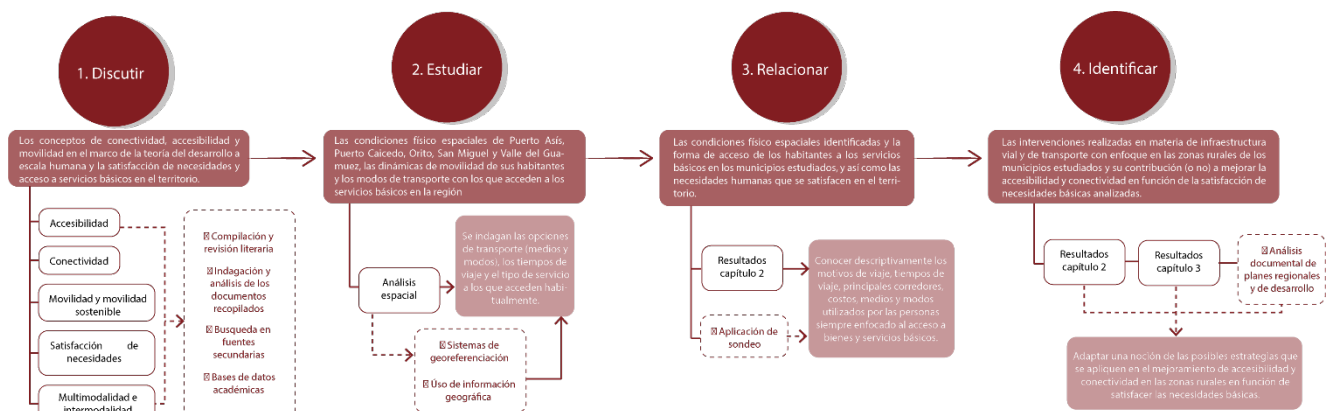 1. Discutir
Los conceptos de conectividad, accesibilidad y
movilidad en el marco de la teoría del desarrollo a
escala humana y la satisfacción de necesidades y
acceso a servicios básicos en el territorio.
Accesibilidad
Conectividad
Movilidad y movilidad
sostenible
Satisfacción de
necesidades
Multimodalidad e
intermodalidad
Compilación y
revisión literaria
Indagación y
análisis de los
documentos
recopilados
Busqueda en
fuentes
secundarias
Bases de datos
académicas
2. Estudiar
Las condiciones físico espaciales de Puerto Asís,
Puerto Caicedo, Orito, San Miguel y Valle del Gua-
muez, las dinámicas de movilidad de sus habitantes
y los modos de transporte con los que acceden a los
servicios básicos en la región
Análisis
espacial
Se indagan las opciones
de transporte (medios y
modos), los tiempos de
viaje y el tipo de servicio
a los que acceden habi-
tualmente.
Sistemas de
georeferenciación
Uso de información
geográfica
3. Relacionar
Las condiciones físico espaciales identificadas y la
forma de acceso de los habitantes a los servicios
básicos en los municipios estudiados, y así como las
necesidades humanas que se satisfacen en el terri-
torio.
Resultados
capítulo 2
Aplicación de
sondeo
Conocer descriptivamente los
motivos de viaje, tiempos de
viaje, principales corredores,
costos, medios y modos
utilizados por las personas
siempre enfocado al acceso a
bienes y servicios básicos.
4. Identificar
Las intervenciones realizadas en materia de infraestructura
vial y de transporte con enfoque en las zonas rurales de los
municipios estudiados y su contribución (o no) a mejorar la
accesibilidad y conectividad en función de la satisfacción de
necesidades básicas analizadas.
Resultados
capítulo 2
Resultados
capítulo 3
Análisis
documental de
planes regionales
y de desarrollo
Adaptar una noción de las posibles estrategias que
se apliquen en el mejoramiento de accesibilidad y
conectividad en las zonas rurales en función de
satisfacer las necesidades básicas.